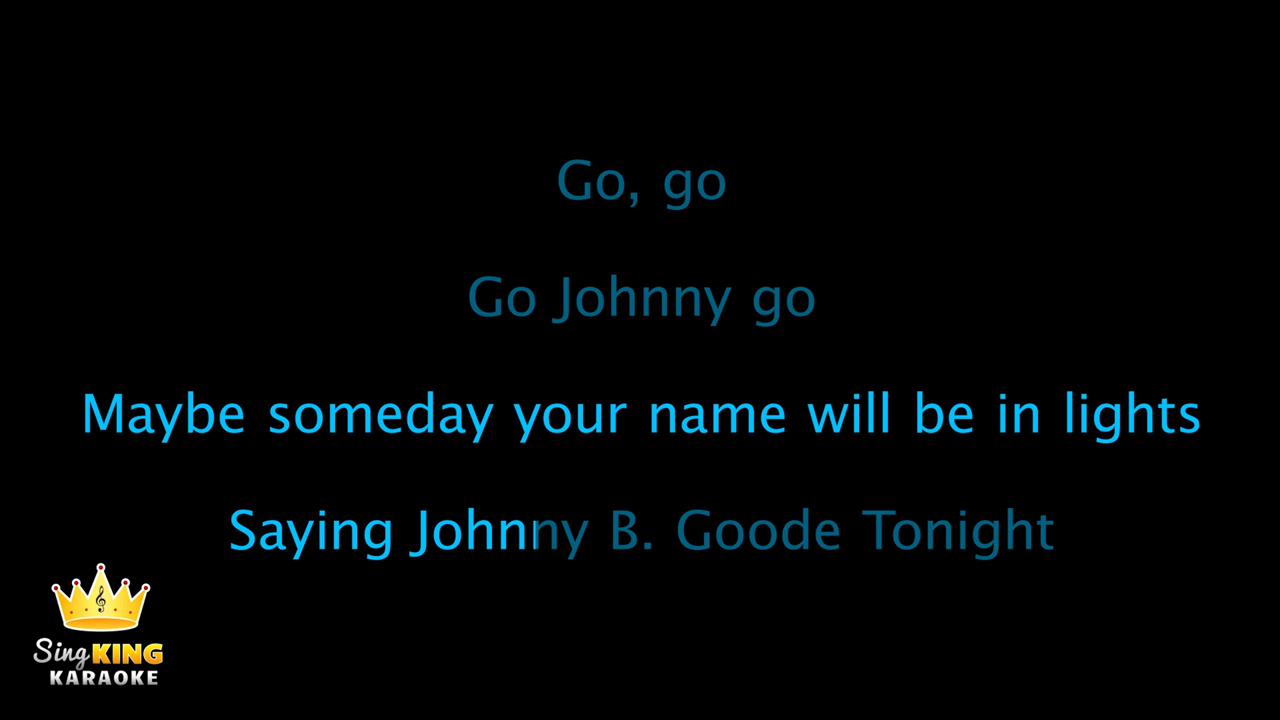 Go, go
Go Johnny go
Maybe someday your name will be in lights
Saying Johnny B. Goode Tonight
Sing KING
KARAOKE